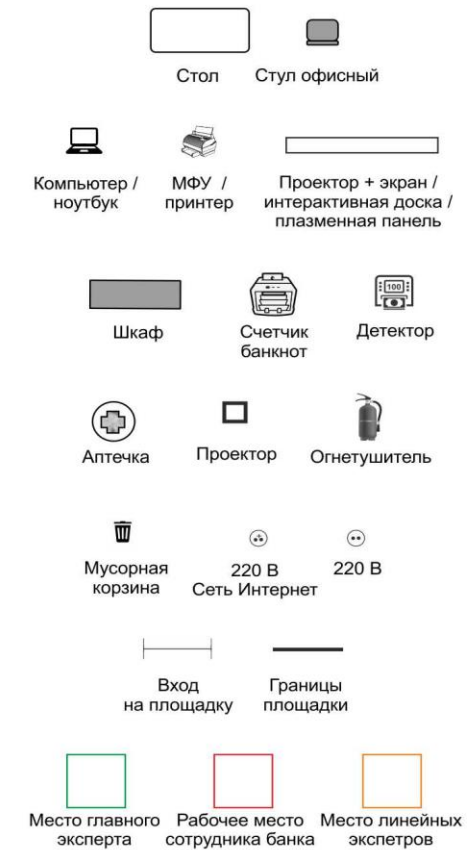 Стол Стул офисный
Компьютер / МФУ / Проектор + экран /
ноутбук принтер интерактивная доска /
плазменная панель
100
Шкаф Счетчик Детектор
банкнот
Аптечка Проектор Огнетушитель
Мусорная 220 В 220 В
корзина Сеть Интернет
Вход Границы
на площадку площадки
Место главного Рабочее место Место линейных
эксперта сотрудника банка экспетров